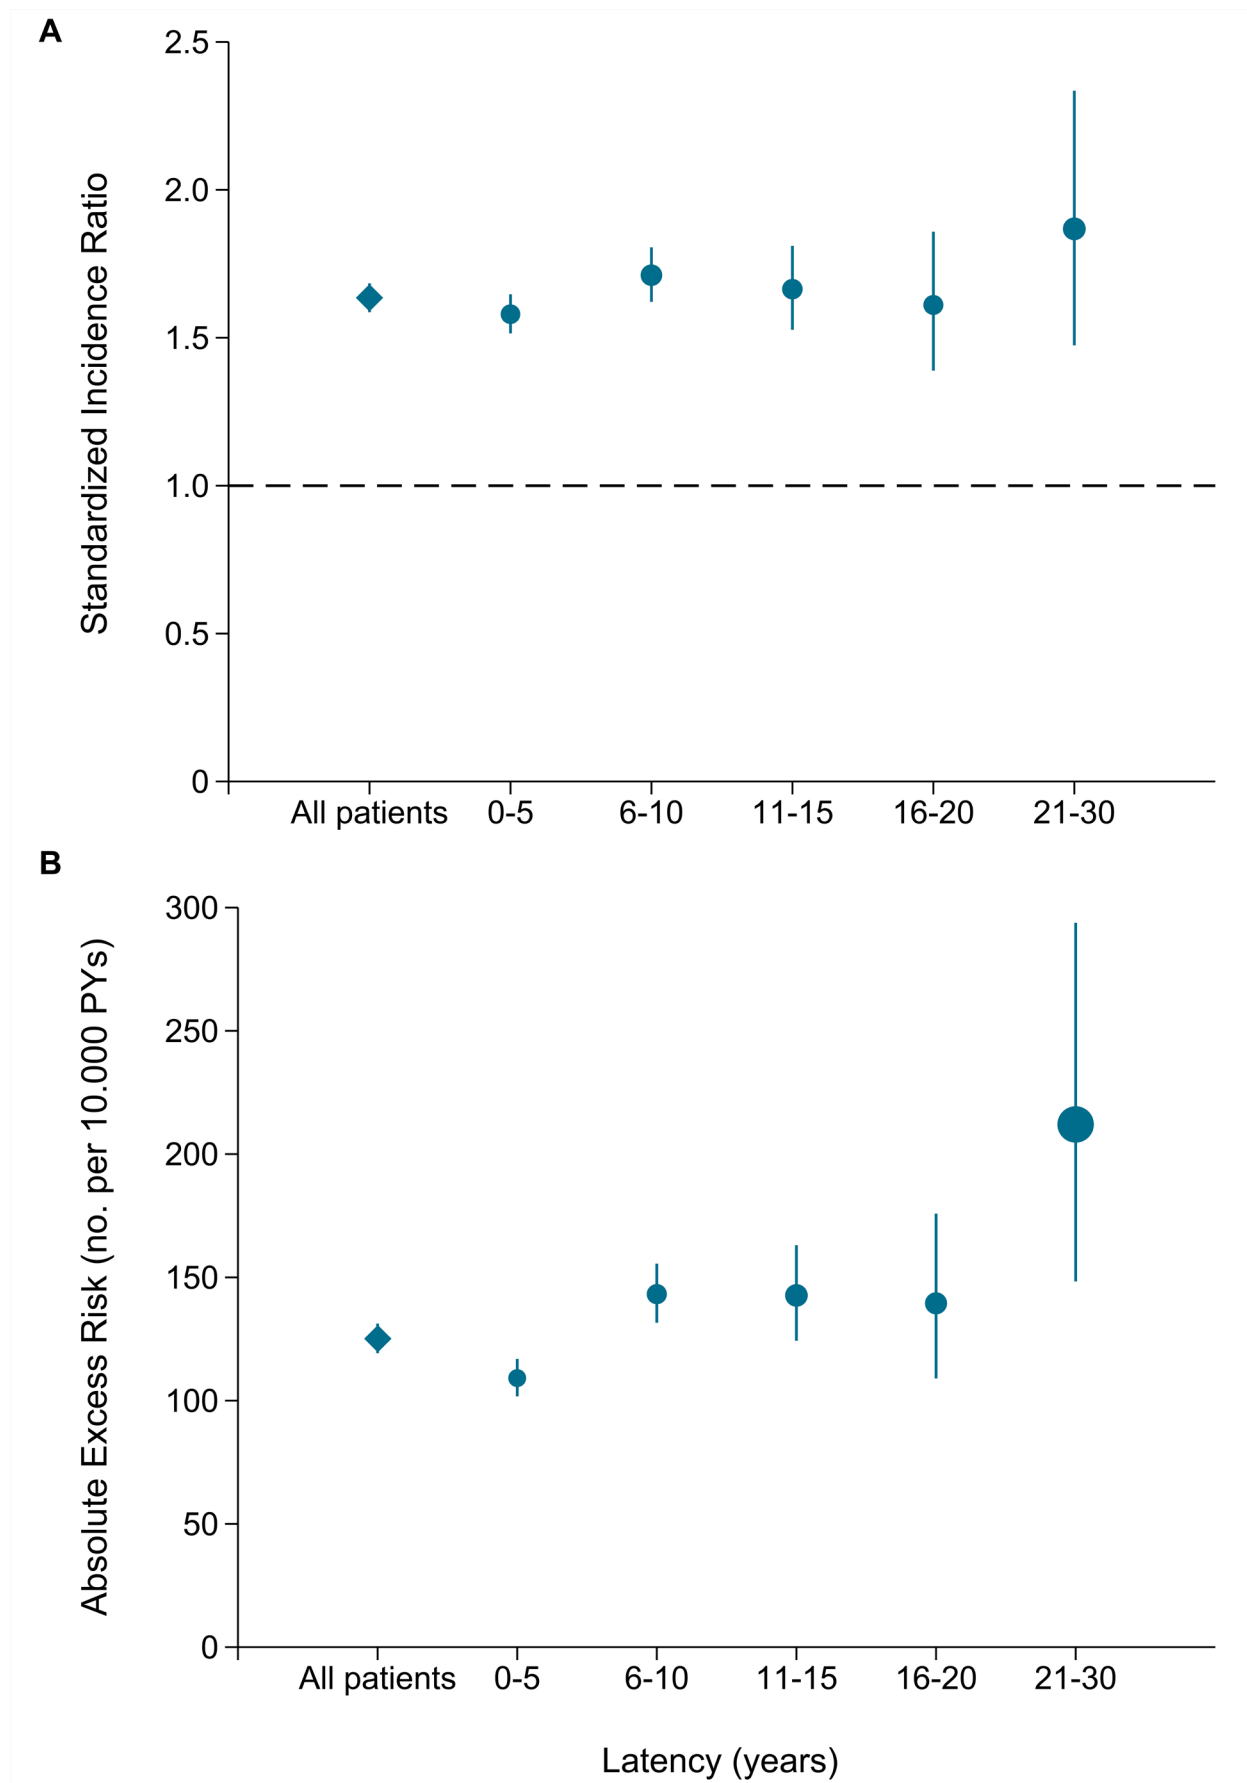 A
Standardized Incidence Ratio
2.5
2.0
1.5
1.0
0.5
0
All patients 0-5 6-10 11-15 16-20 21-30
B
Absolute Excess Risk (no. per 10.000 PYs)
300
250
200
150
100
50
0
All patients 0-5 6-10 11-15 16-20 21-30
Latency (years)